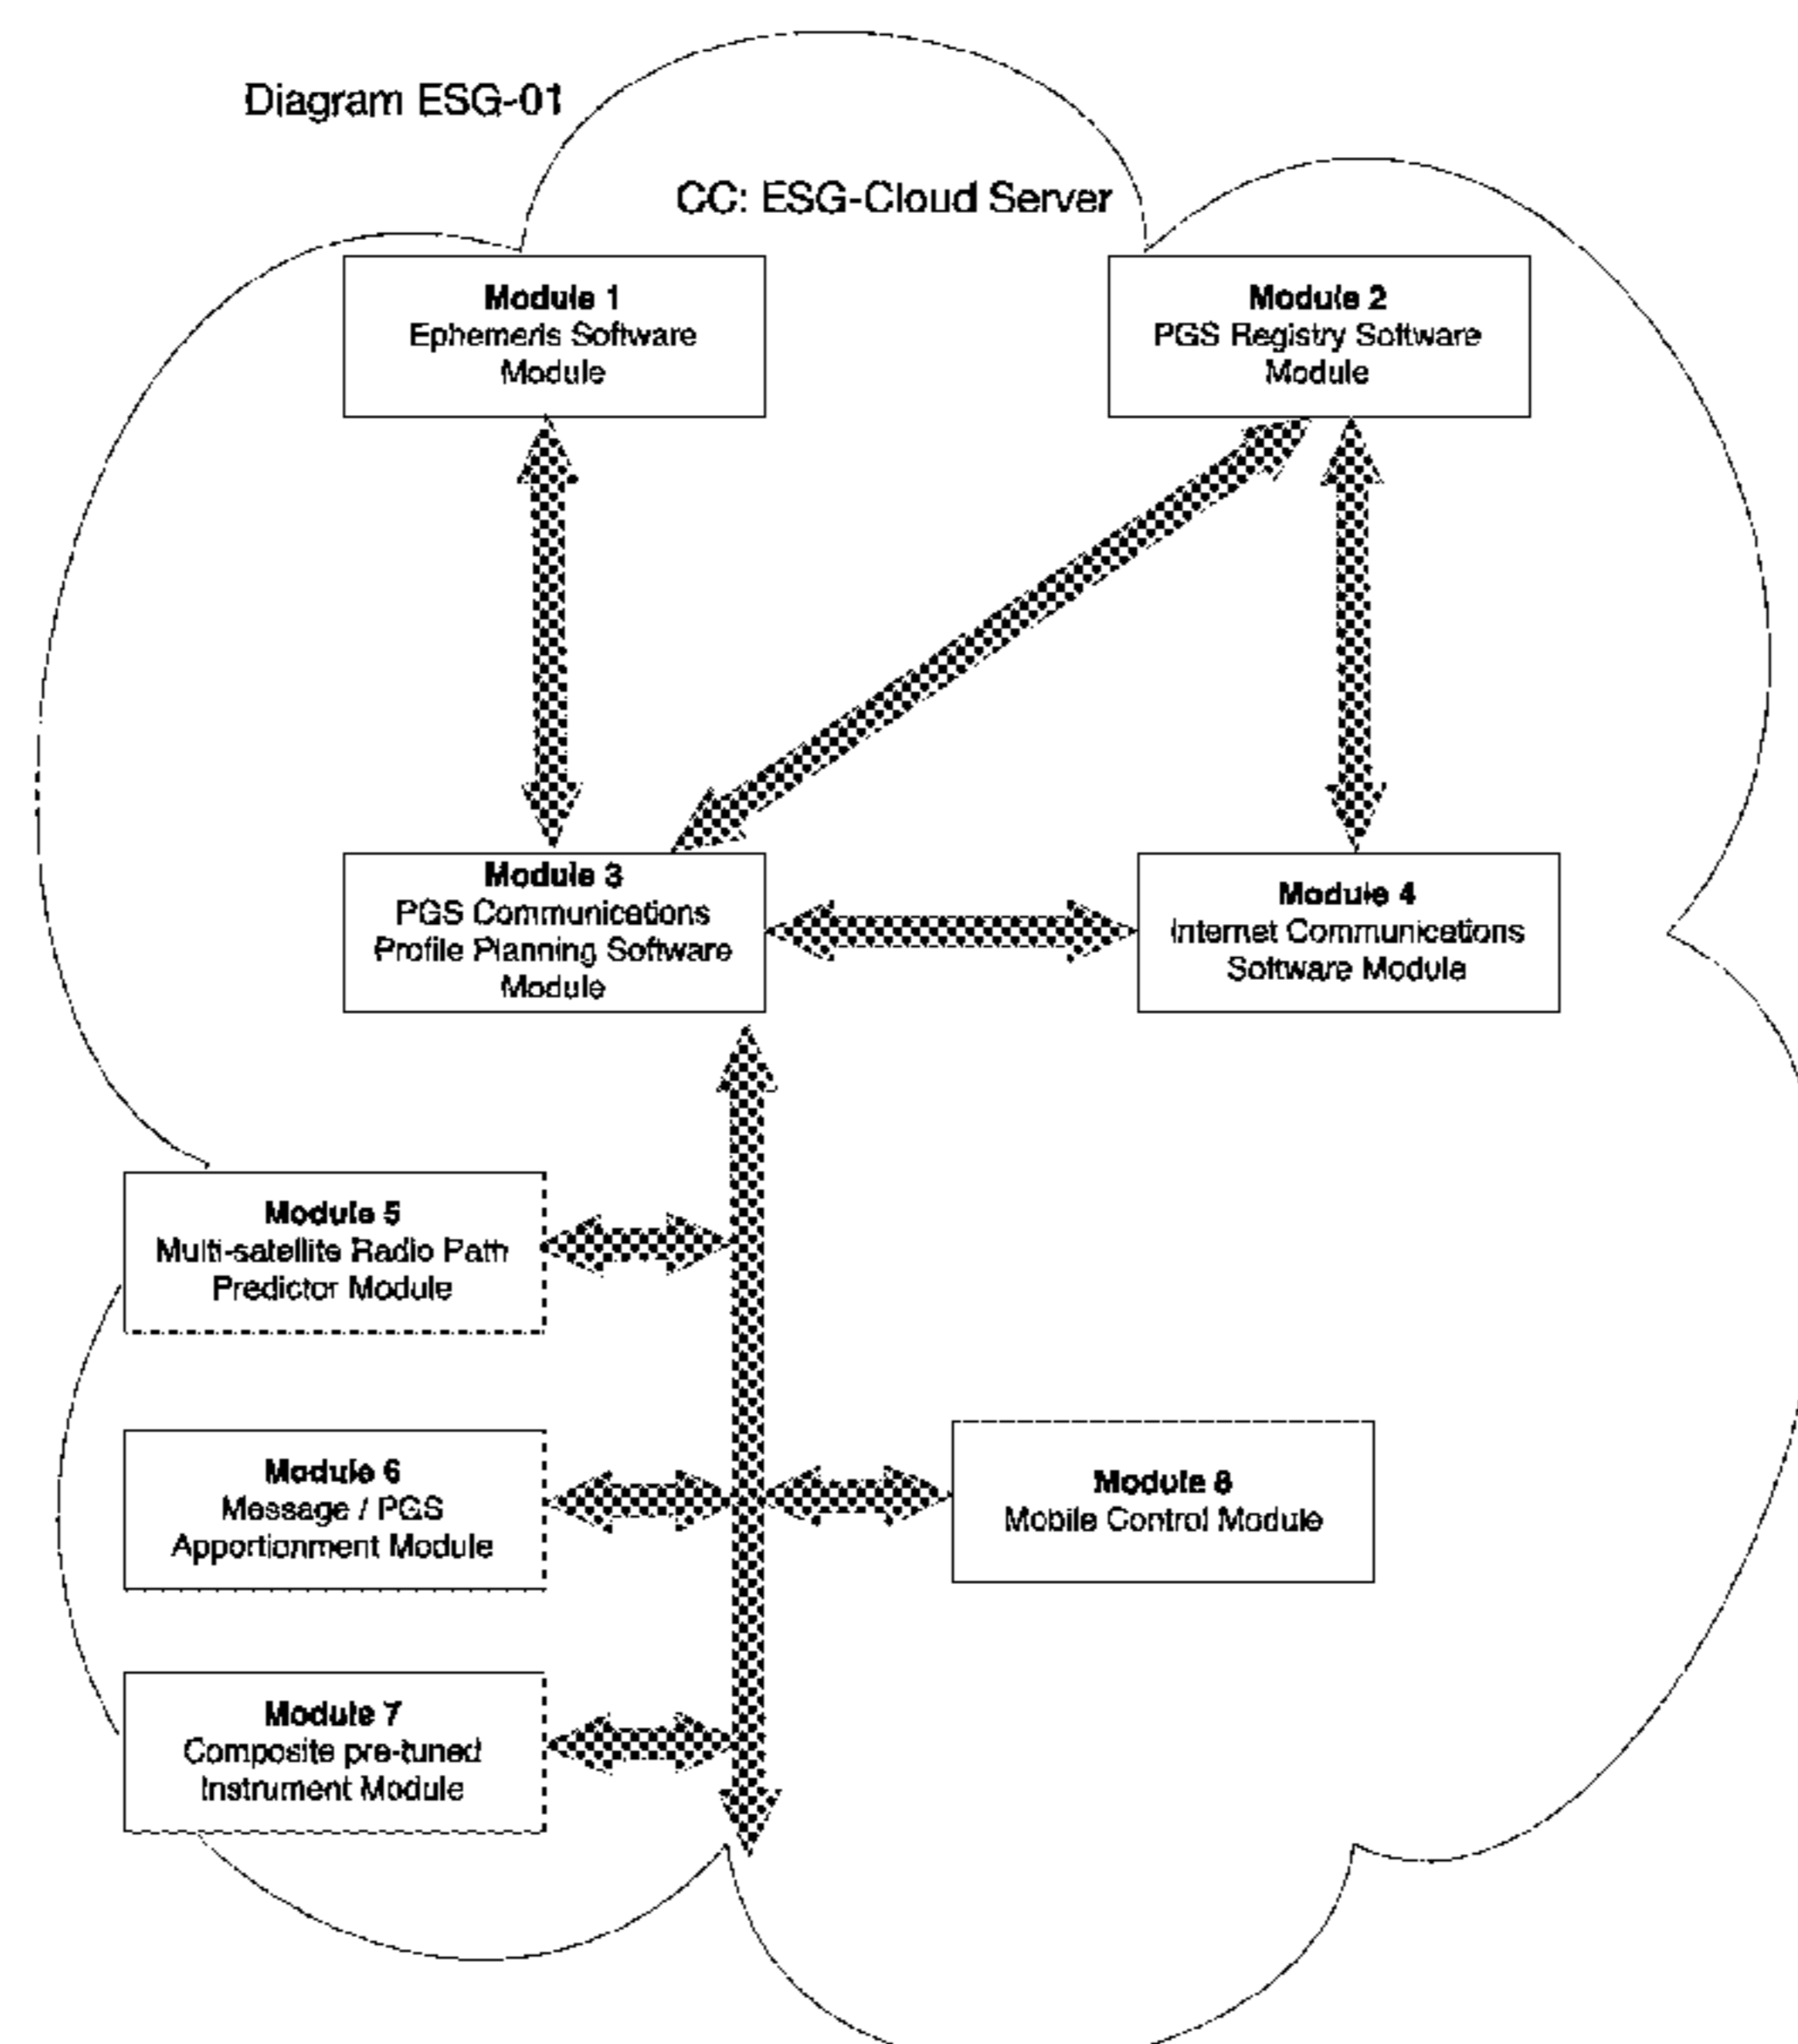 Diagram ESG-01
CC: ESG-Cloud Server
Module 1
Ephemeris Software
Module
Module 2
PGS Registry Software
Module
Module 3
PGS Communications
Profile Planning Software
Module
Module 4
Internet Communications
Software Module
Module 5
Multi-satellite Radio Path
Predictor Module
Module 6
Message / PGS
Apportionment Module
Module 8
Mobile Control Module
Module 7
Composite pre-tuned
Instrument Module